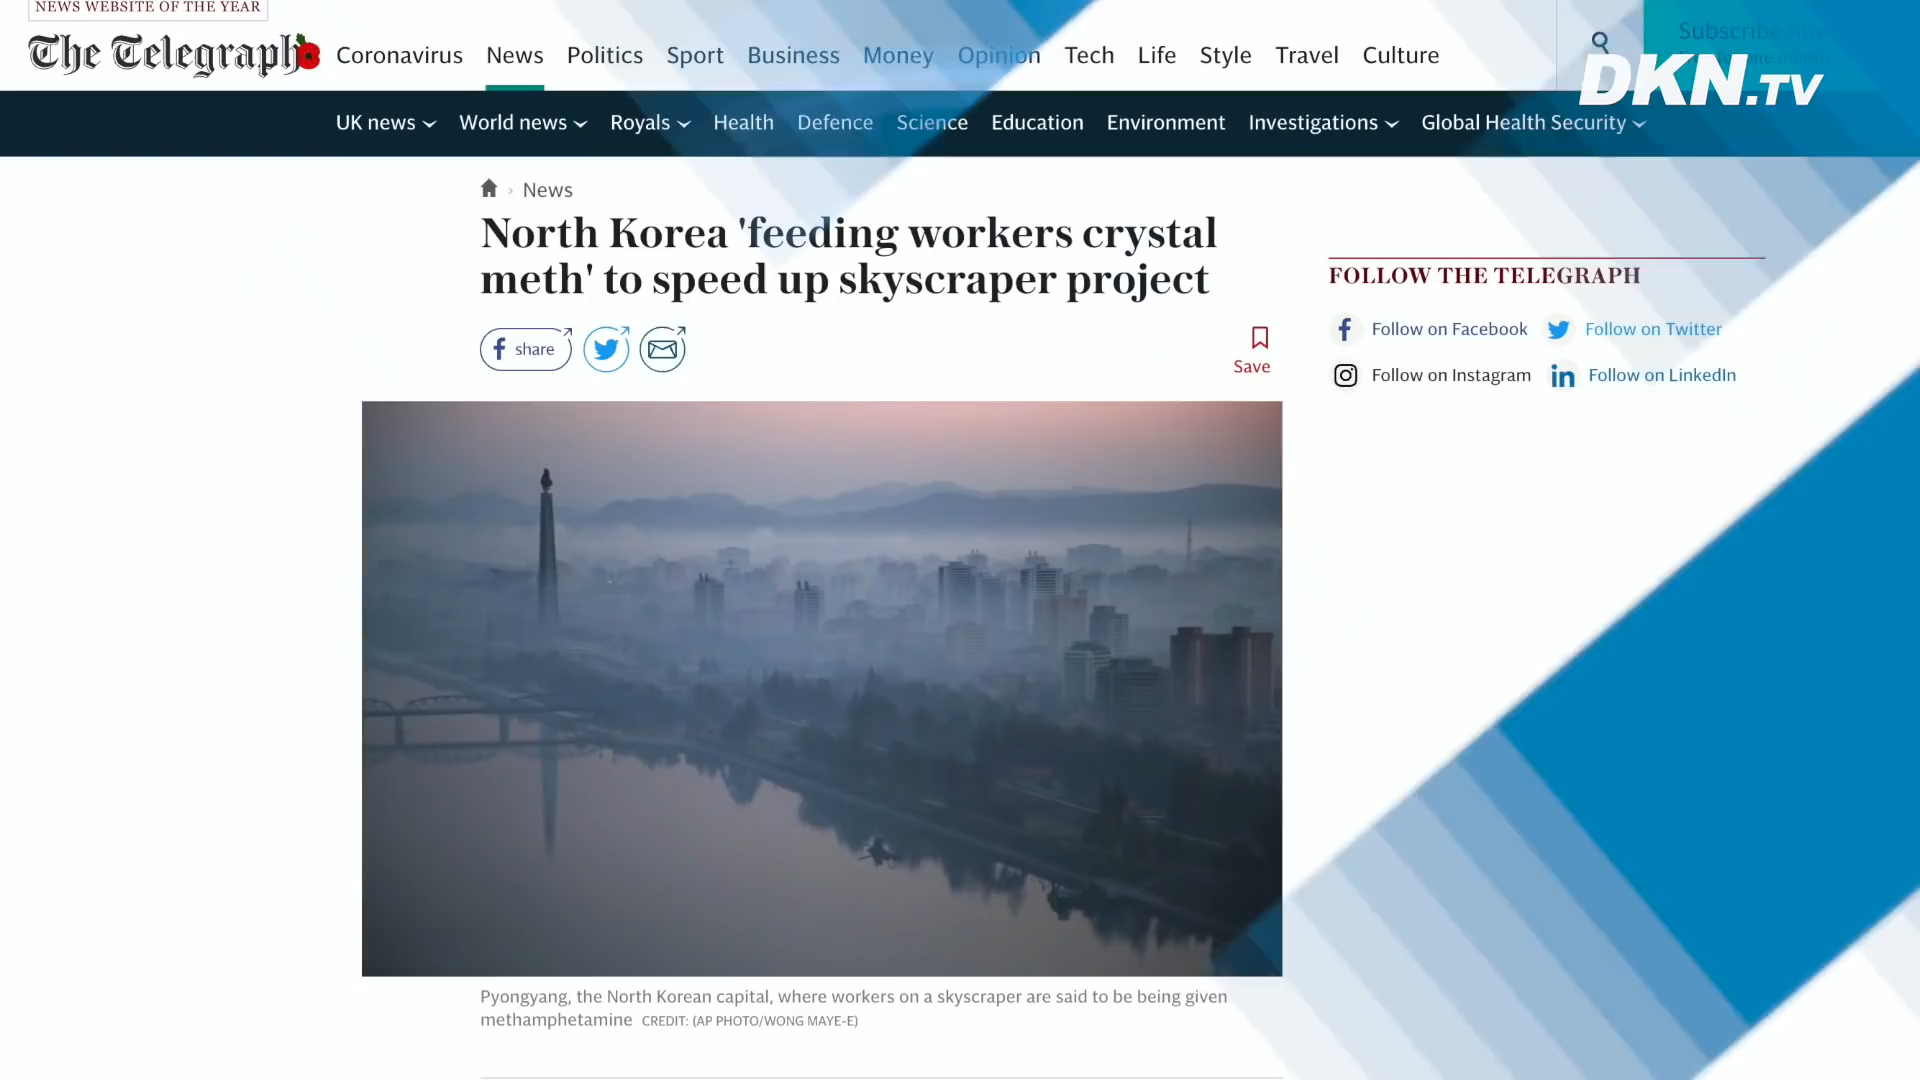 NEWS WEBSITE OF THE YEAR
The Telegraph
Coronavirus News Politics Sport Business Money Opinion Tech Life Style Travel Culture
Subscribe now
DKN.TV
UK news World news Royals Health Defence Science Education Environment Investigations Global Health Security
News
North Korea 'feeding workers crystal
meth' to speed up skyscraper project
share
Save
FOLLOW THE TELEGRAPH
Follow on Facebook Follow on Twitter
Follow on Instagram Follow on LinkedIn
Pyongyang, the North Korean capital, where workers on a skyscraper are said to be being given
methamphetamine CREDIT: (AP PHOTO/WONG MAYE-E)